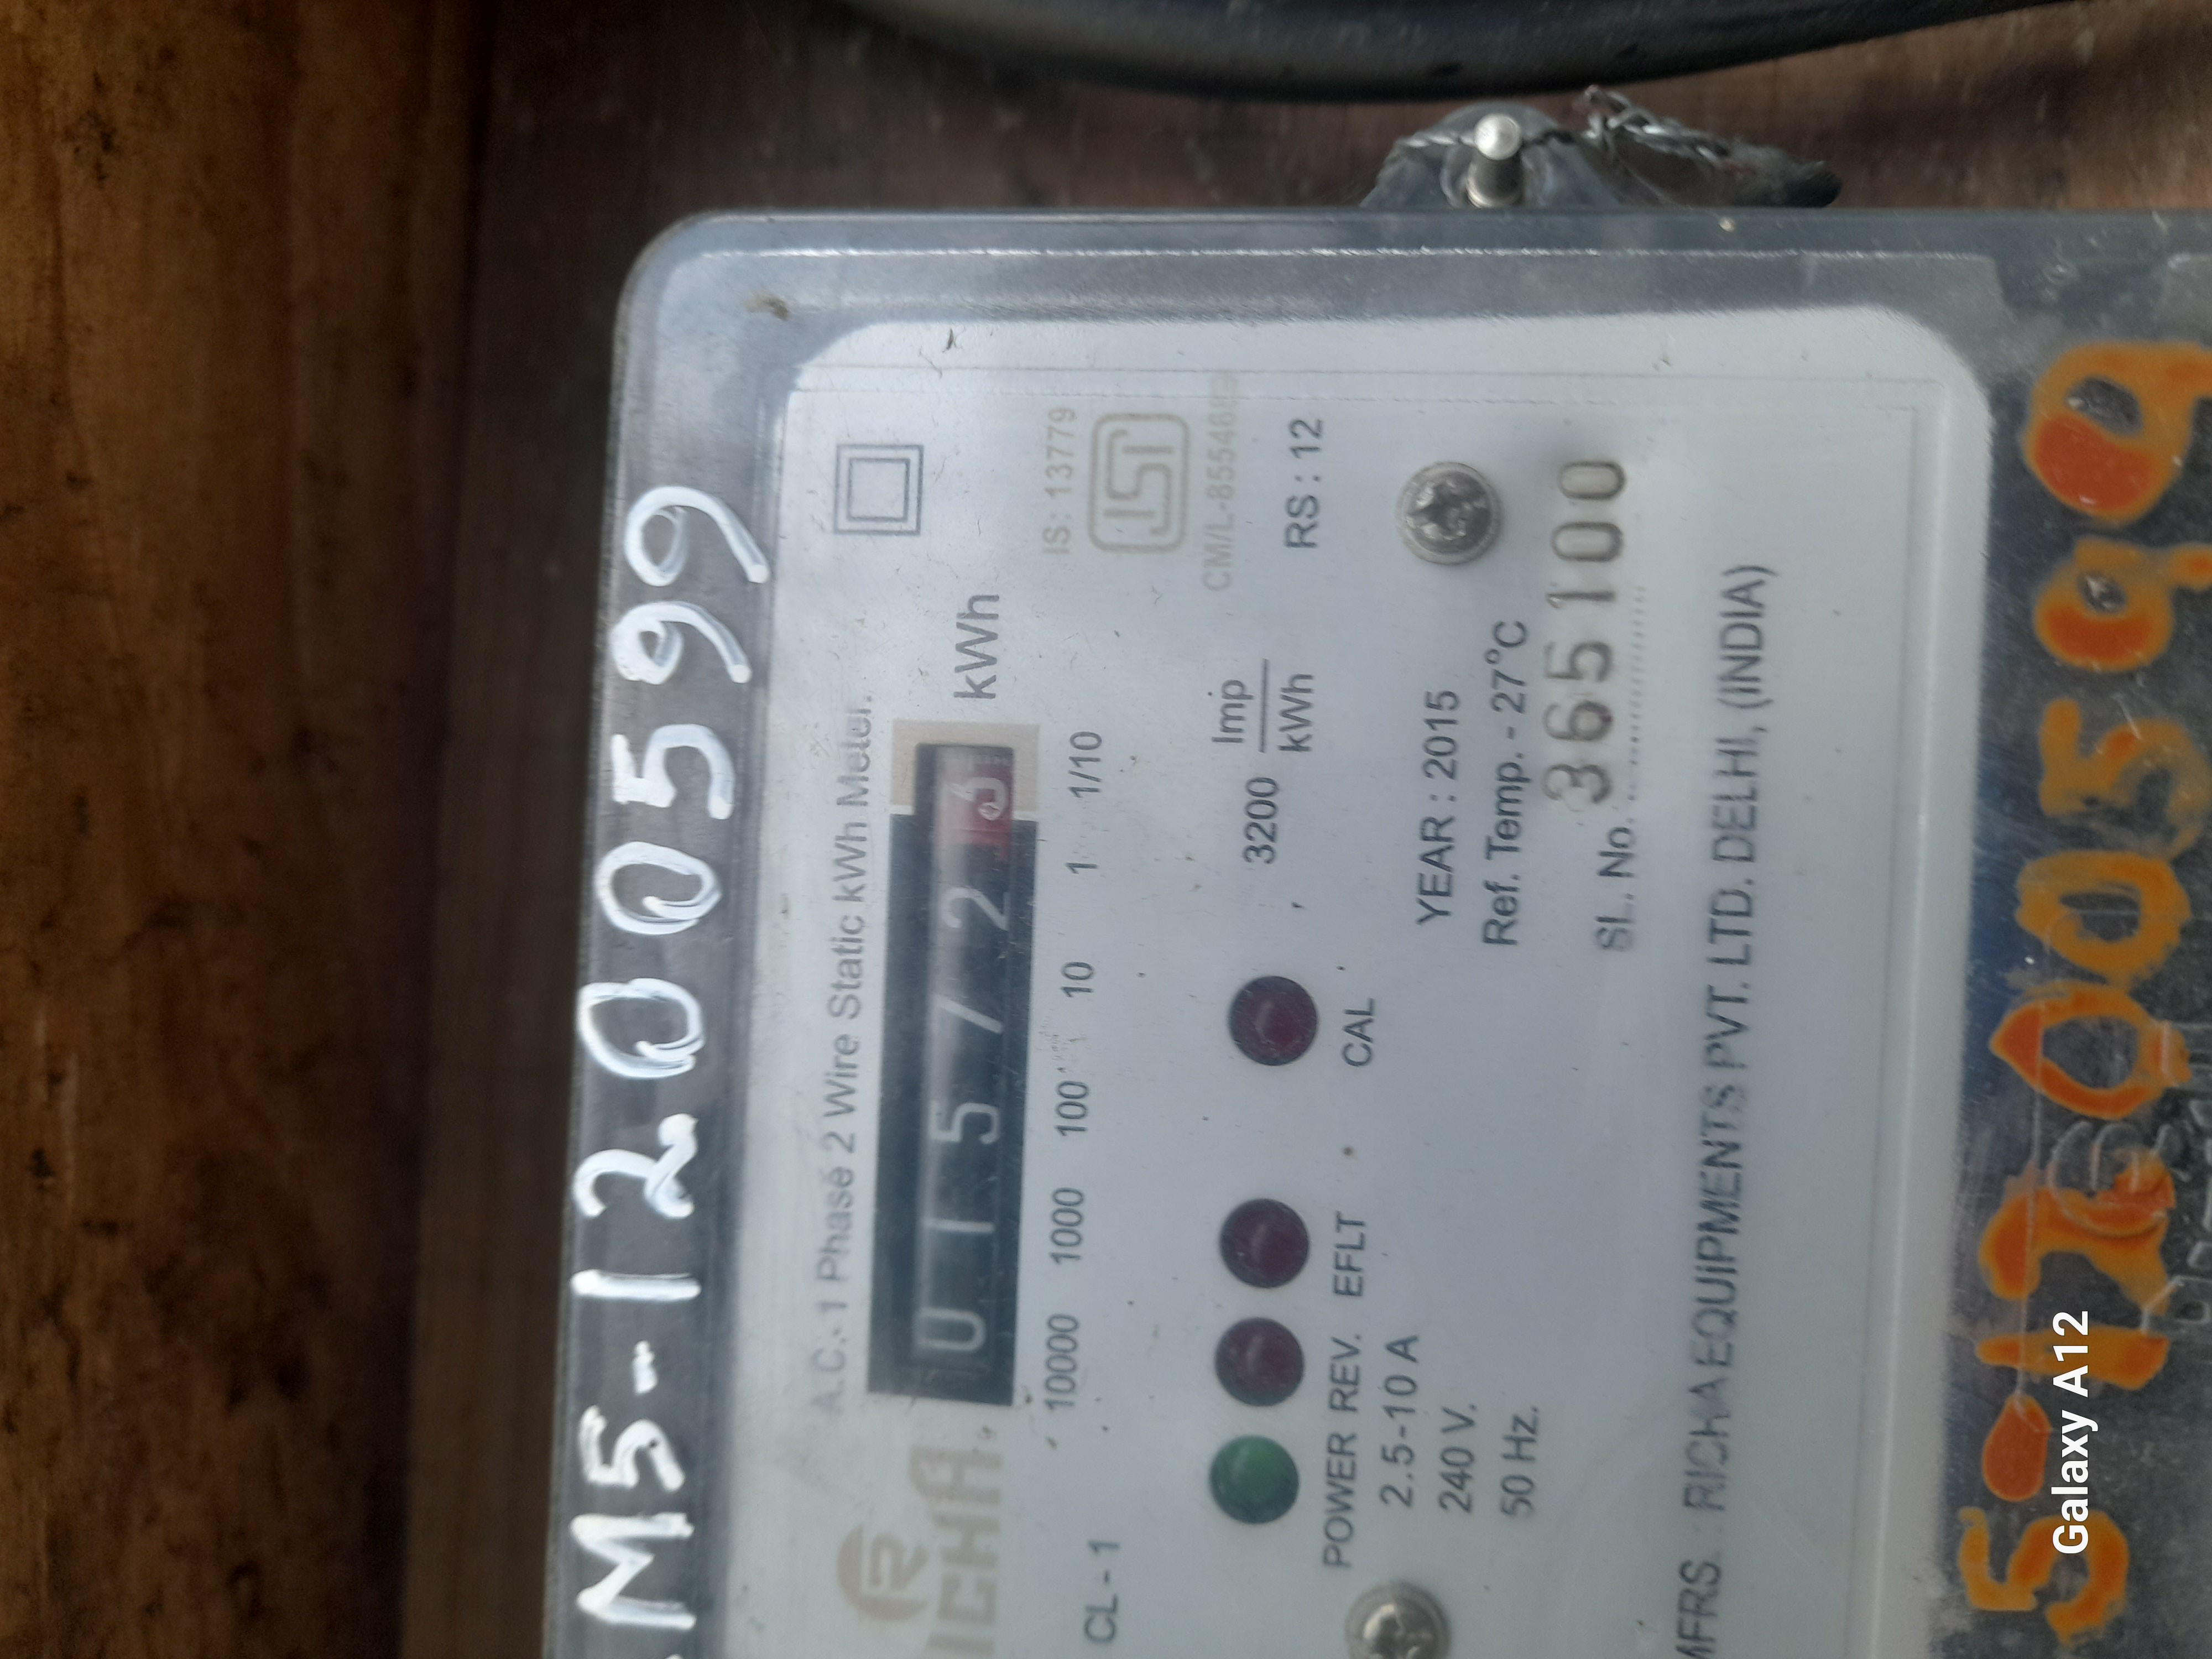 M5-1200599
A.C.- 1 Phase 2 Wire Static kWh Meter.
RICHA
0 1 5 7 2
kWh
10000 1000 100 10 1 1/10
CL - 1
IS : 13779
ISI
3200 Imp/kWh
RS : 12
POWER REV. EFLT CAL
2.5-10 A
240 V.
50 Hz.
YEAR : 2015
Ref. Temp. - 27°C
SL. No. 365100
MFRS. : RICHA EQUIPMENTS PVT. LTD. DELHI, (INDIA)
5-1200599
Galaxy A12